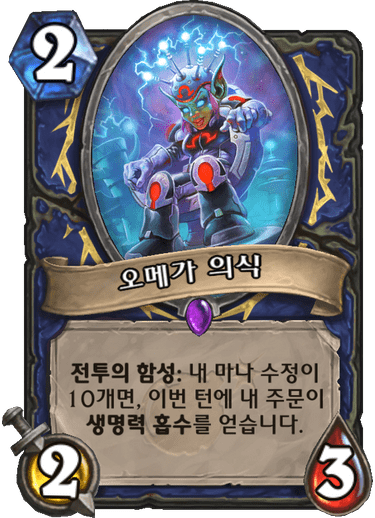 2
오메가 의식
전투의 함성: 내 마나 수정이
10개면, 이번 턴에 내 주문이
생명력 흡수를 얻습니다.
2
3